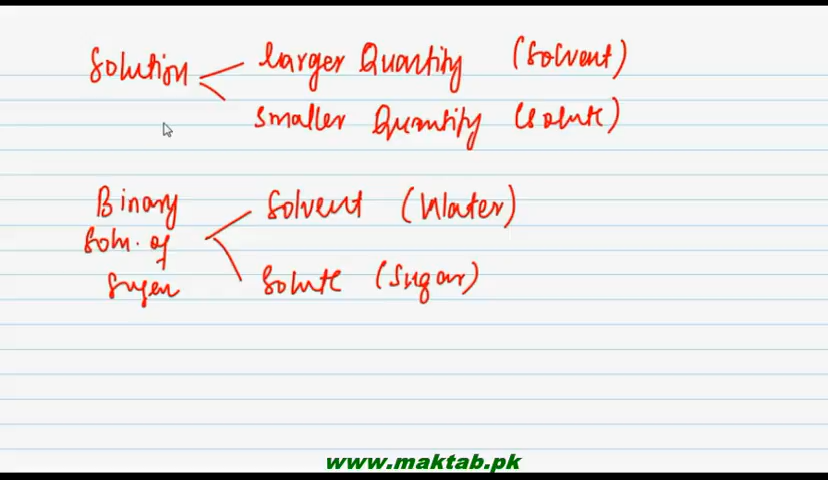 Solution
larger Quantity (Solvent)
Smaller Quantity (Solute)
Binary
Soln. of
Sugar
Solvent (Water)
Solute (Sugar)
www.maktab.pk